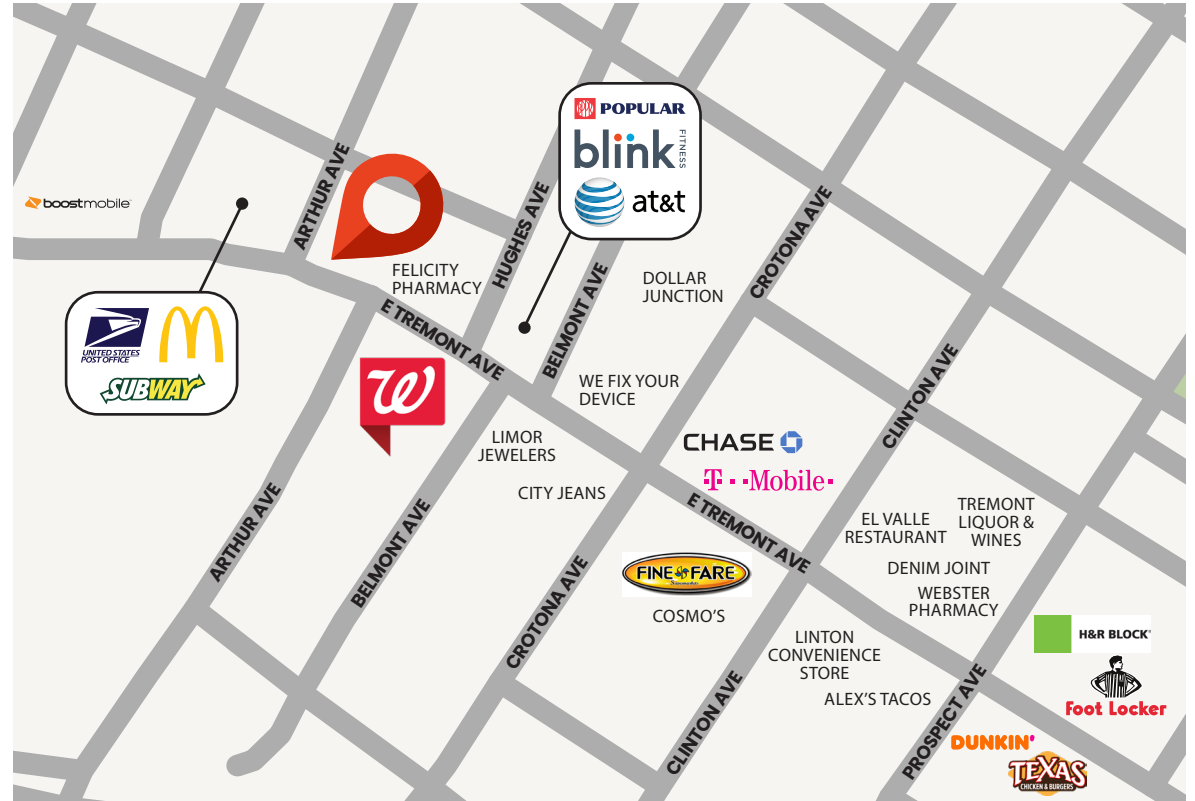 POPULAR
blink
FITNESS
at&t
ARTHUR AVE
boostmobile
HUGHES AVE
CROTONA AVE
FELICITY
PHARMACY
DOLLAR
JUNCTION
BELMONT AVE
E TREMONT AVE
UNITED STATES
POST OFFICE
M
SUBWAY
W
WE FIX YOUR
DEVICE
CLINTON AVE
LIMOR
JEWELERS
CHASE
T··Mobile·
CITY JEANS
E TREMONT AVE
EL VALLE
RESTAURANT
TREMONT
LIQUOR &
WINES
ARTHUR AVE
BELMONT AVE
FINE FARE
Supermarkets
DENIM JOINT
WEBSTER
PHARMACY
COSMO'S
CROTONA AVE
LINTON
CONVENIENCE
STORE
H&R BLOCK
ALEX'S TACOS
Foot Locker
CLINTON AVE
PROSPECT AVE
DUNKIN'
TEXAS
CHICKEN & BURGERS